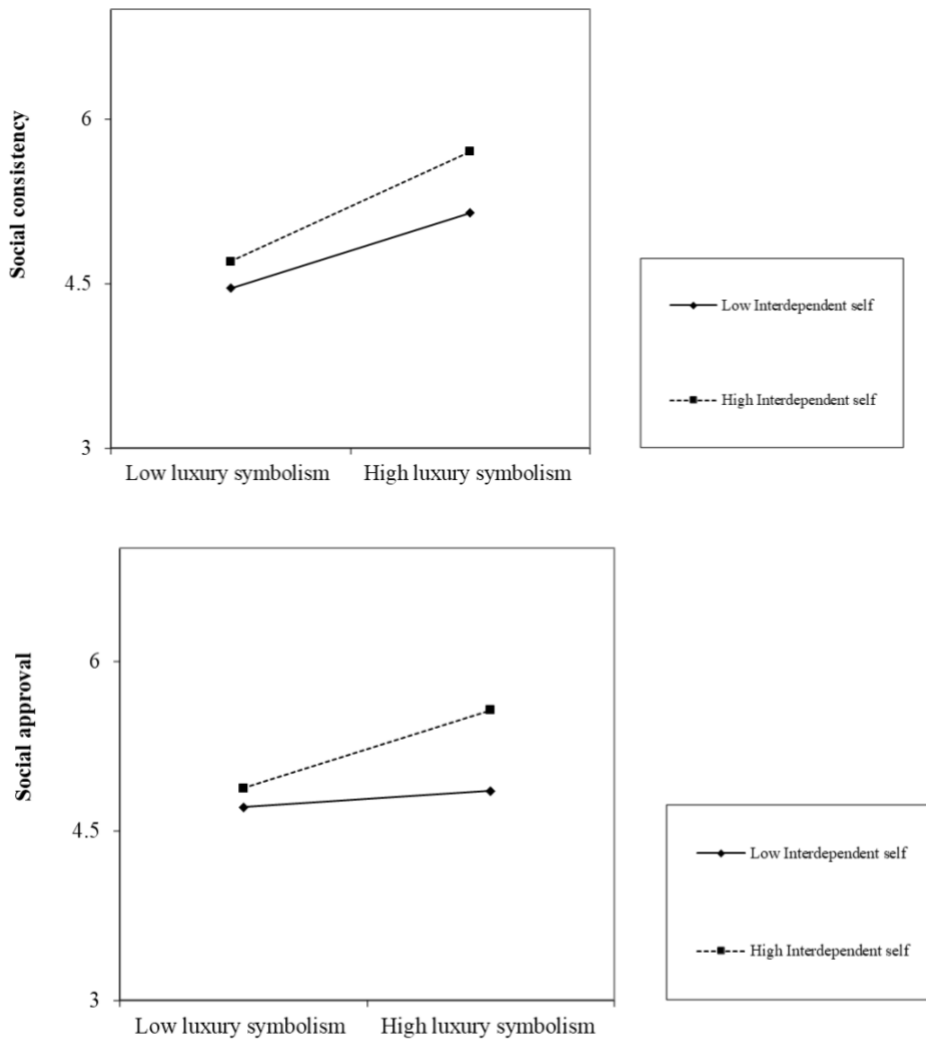 Social consistency
6
4.5
3
Low luxury symbolism High luxury symbolism
Low Interdependent self
High Interdependent self
Social approval
6
4.5
3
Low luxury symbolism High luxury symbolism
Low Interdependent self
High Interdependent self